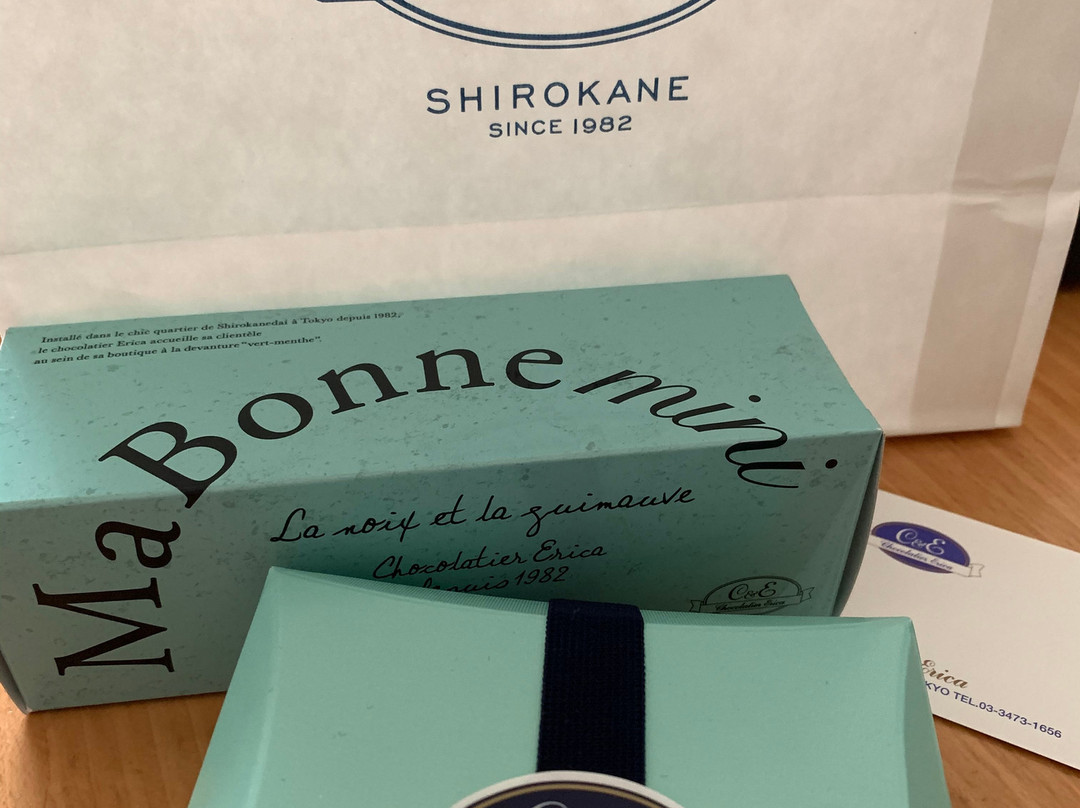 SHIROKANE
SINCE 1982
Installé dans le chic quartier de Shirokanedai à Tokyo depuis 1982,
le chocolatier Erica accueille sa clientèle
au sein de sa boutique à la devanture "vert-menthe".
Ma Bonne mini
La noix et la guimauve
Chocolatier Erica
depuis 1982
C&E
Chocolatier Erica
C&E
Chocolatier Erica
Erica
KYO TEL.03-3473-1656